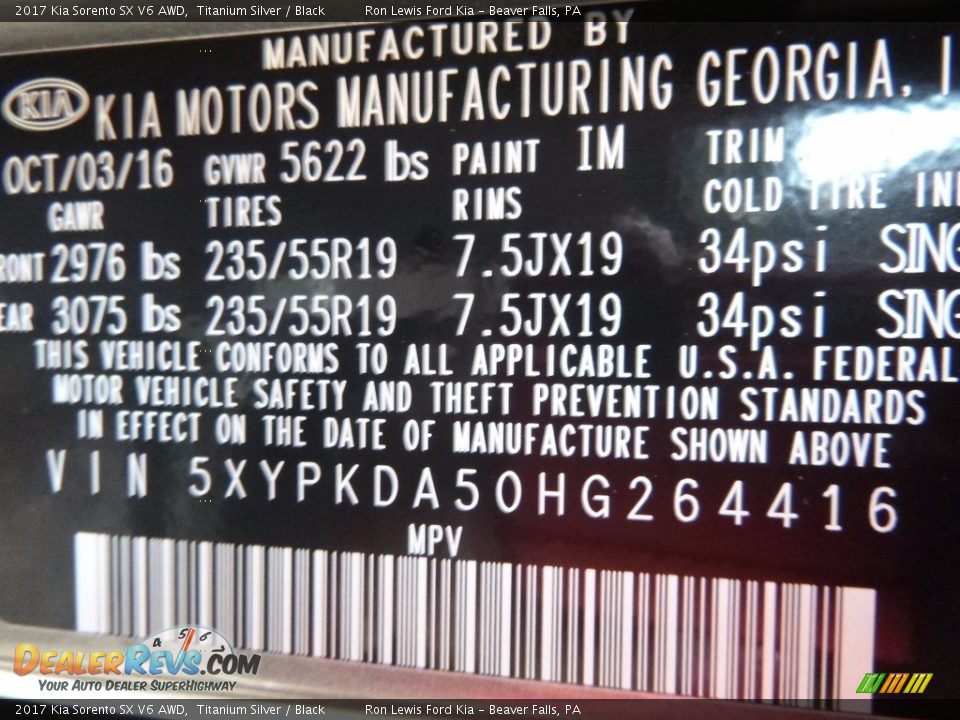 2017 Kia Sorento SX V6 AWD, Titanium Silver / Black Ron Lewis Ford Kia – Beaver Falls, PA
MANUFACTURED BY
KIA KIA MOTORS MANUFACTURING GEORGIA, I
OCT/03/16 GVWR 5622 lbs PAINT IM TRIM
GAWR TIRES RIMS COLD TIRE IN
RONT 2976 lbs 235/55R19 7.5JX19 34psi SING
EAR 3075 lbs 235/55R19 7.5JX19 34psi SING
THIS VEHICLE CONFORMS TO ALL APPLICABLE U.S.A. FEDERAL
MOTOR VEHICLE SAFETY AND THEFT PREVENTION STANDARDS
IN EFFECT ON THE DATE OF MANUFACTURE SHOWN ABOVE
VIN 5XYPKDA50HG264416
MPV
4 5 6
DEALERREVS.COM
YOUR AUTO DEALER SUPERHIGHWAY
2017 Kia Sorento SX V6 AWD, Titanium Silver / Black Ron Lewis Ford Kia – Beaver Falls, PA